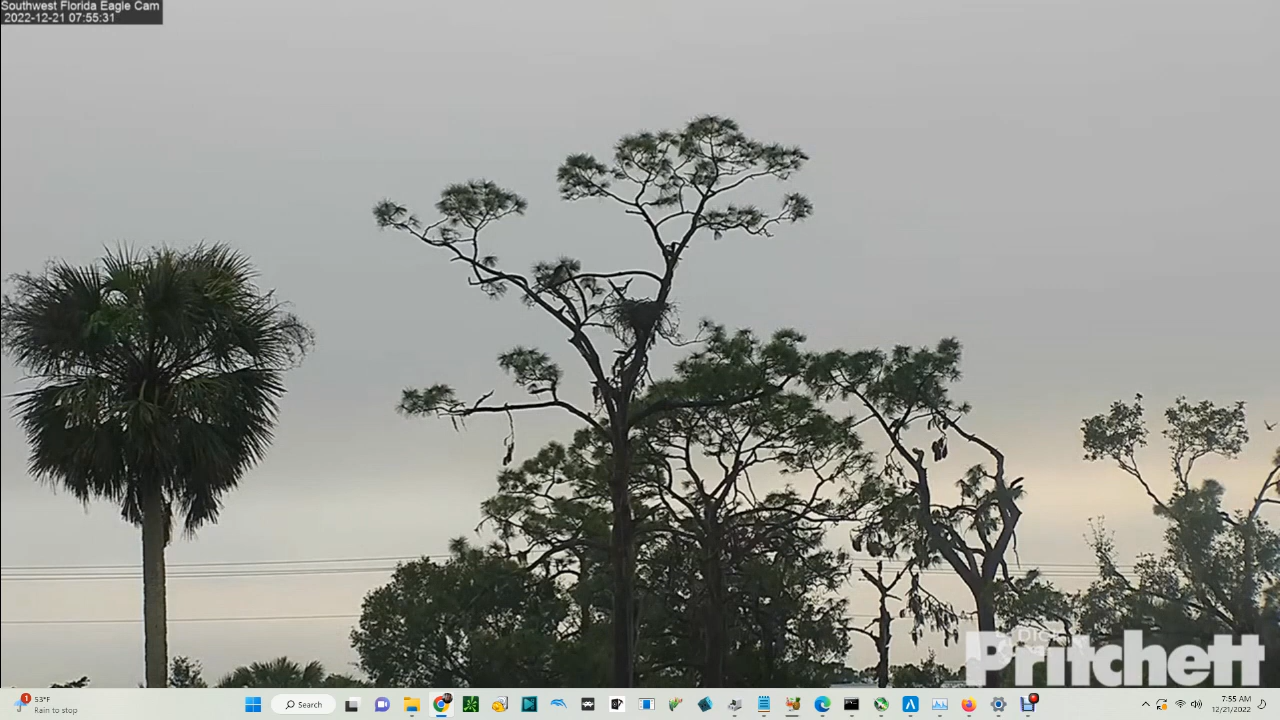 Southwest Florida Eagle Cam
2022-12-21 07:55:31
Pritchett
1
53°F
Rain to stop
Search
7:55 AM
12/21/2022